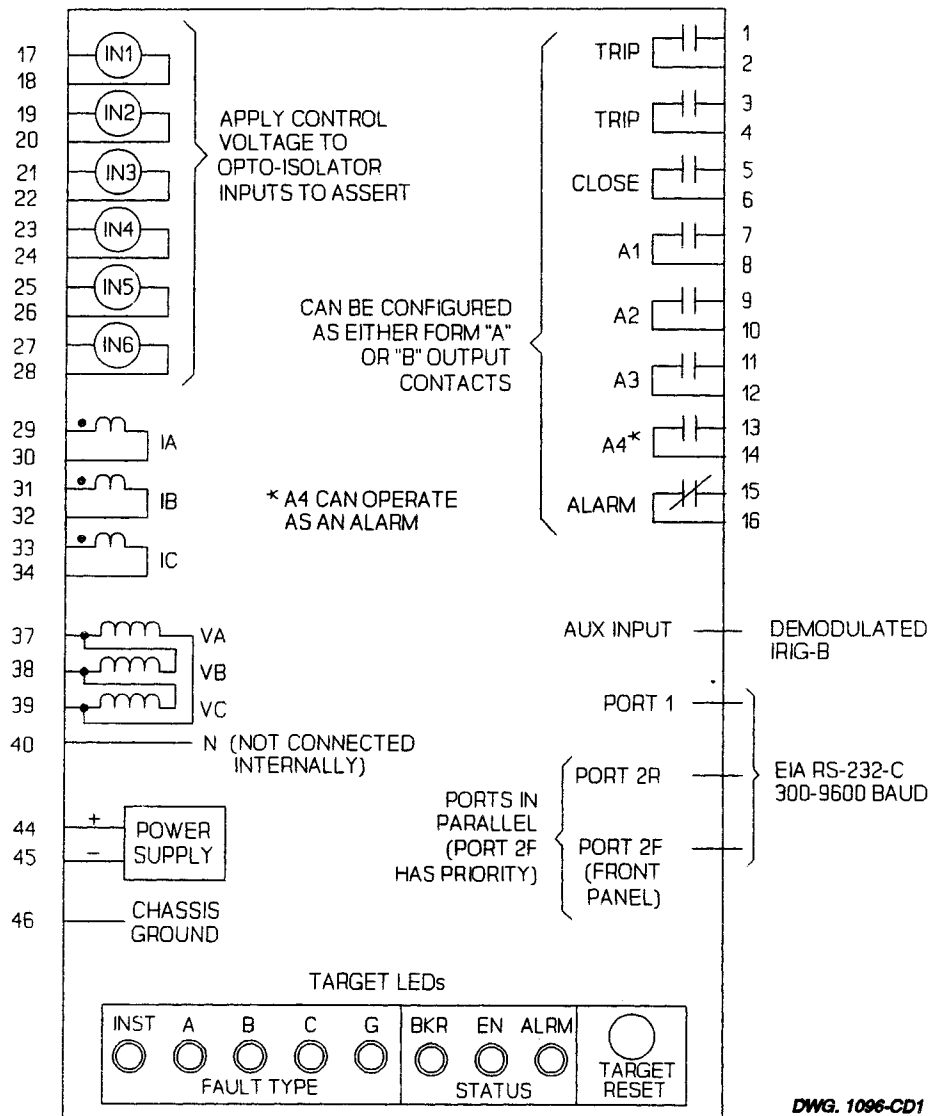 17
18
IN1
19
20
IN2
21
22
IN3
23
24
IN4
25
26
IN5
27
28
IN6
APPLY CONTROL
VOLTAGE TO
OPTO-ISOLATOR
INPUTS TO ASSERT
TRIP
1
2
TRIP
3
4
CLOSE
5
6
A1
7
8
A2
9
10
A3
11
12
A4*
13
14
ALARM
15
16
CAN BE CONFIGURED
AS EITHER FORM "A"
OR "B" OUTPUT
CONTACTS
29
30
IA
31
32
IB
33
34
IC
* A4 CAN OPERATE
AS AN ALARM
37
VA
38
VB
39
VC
40
N (NOT CONNECTED
INTERNALLY)
AUX INPUT
DEMODULATED
IRIG-B
PORT 1
PORT 2R
PORT 2F
(FRONT
PANEL)
PORTS IN
PARALLEL
(PORT 2F
HAS PRIORITY)
EIA RS-232-C
300-9600 BAUD
44
+
45
−
POWER
SUPPLY
46
CHASSIS
GROUND
TARGET LEDs
INST A B C G BKR EN ALRM
FAULT TYPE
STATUS
TARGET
RESET
DWG. 1096-CD1